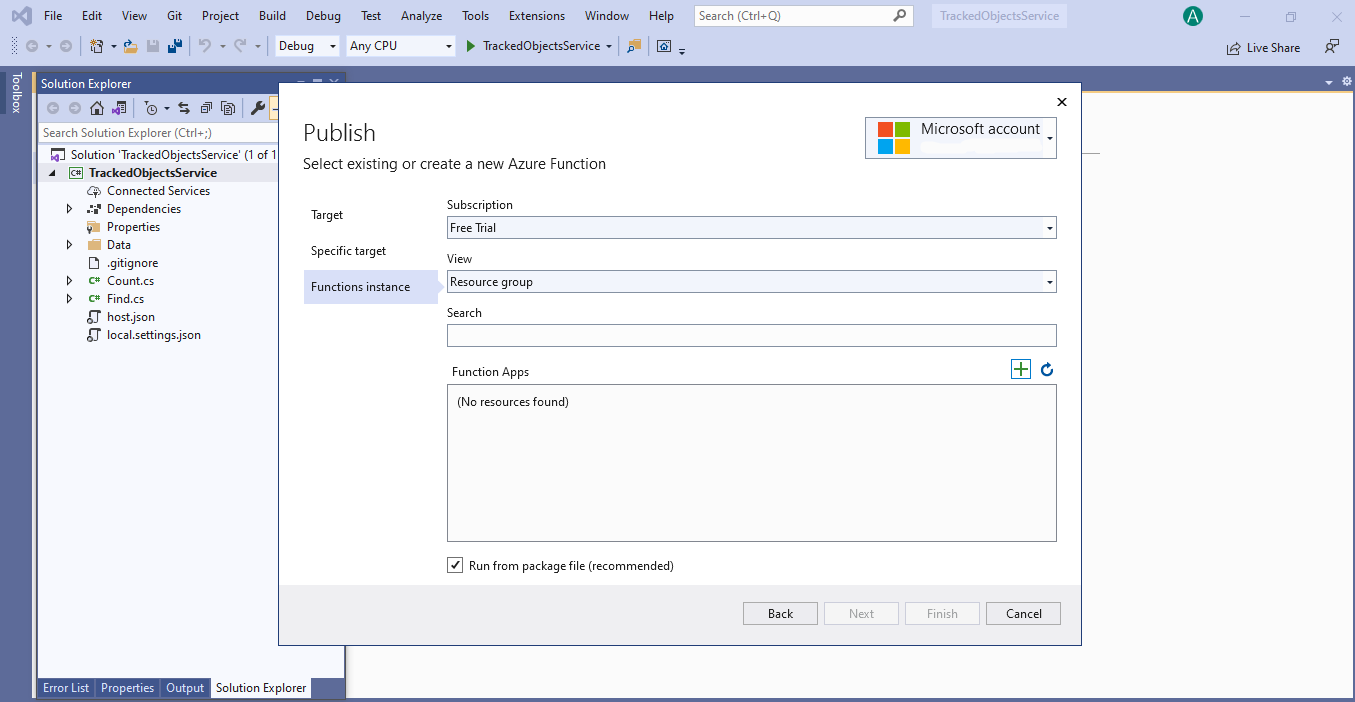 File Edit View Git Project Build Debug Test Analyze Tools Extensions Window Help Search (Ctrl+Q) TrackedObjectsService A
Debug Any CPU TrackedObjectsService Live Share
Toolbox
Solution Explorer
Search Solution Explorer (Ctrl+;)
Solution 'TrackedObjectsService' (1 of 1
C# TrackedObjectsService
Connected Services
Dependencies
Properties
Data
.gitignore
C# Count.cs
C# Find.cs
host.json
local.settings.json
Error List Properties Output Solution Explorer
Publish
Select existing or create a new Azure Function
Microsoft account
Target
Specific target
Functions instance
Subscription
Free Trial
View
Resource group
Search
Function Apps
(No resources found)
Run from package file (recommended)
Back Next Finish Cancel